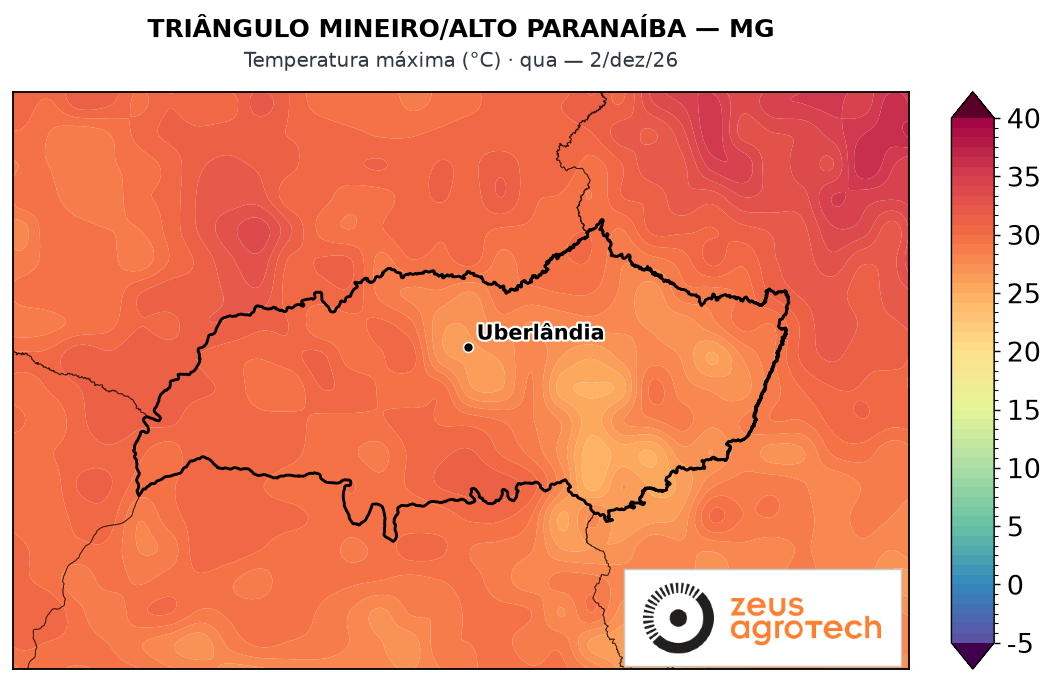 TRIÂNGULO MINEIRO/ALTO PARANAÍBA — MG
Temperatura máxima (°C) · qua — 2/dez/26
Uberlândia
40
35
30
25
20
15
10
5
0
-5
zeus
agrotech